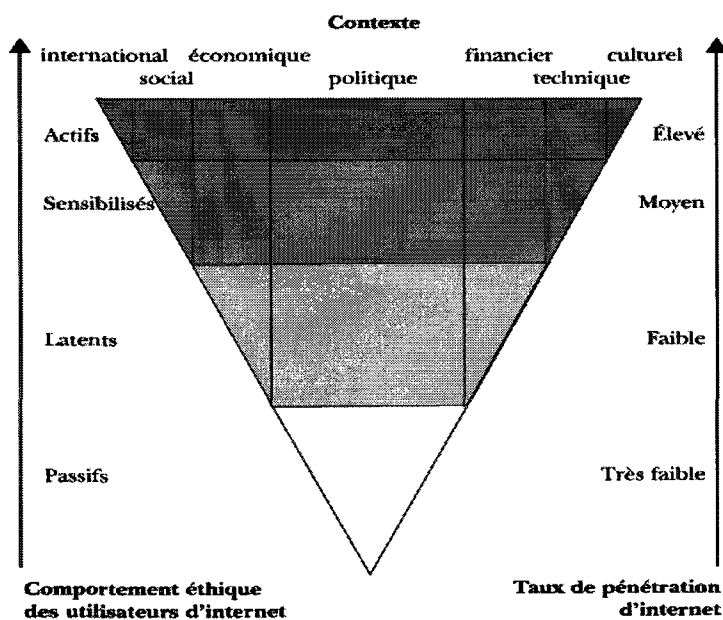 Contexte
international économique financier culturel
social politique technique
Actifs Élevé
Sensibilisés Moyen
Latents Faible
Passifs Très faible
Comportement éthique
des utilisateurs d'internet
Taux de pénétration
d'internet